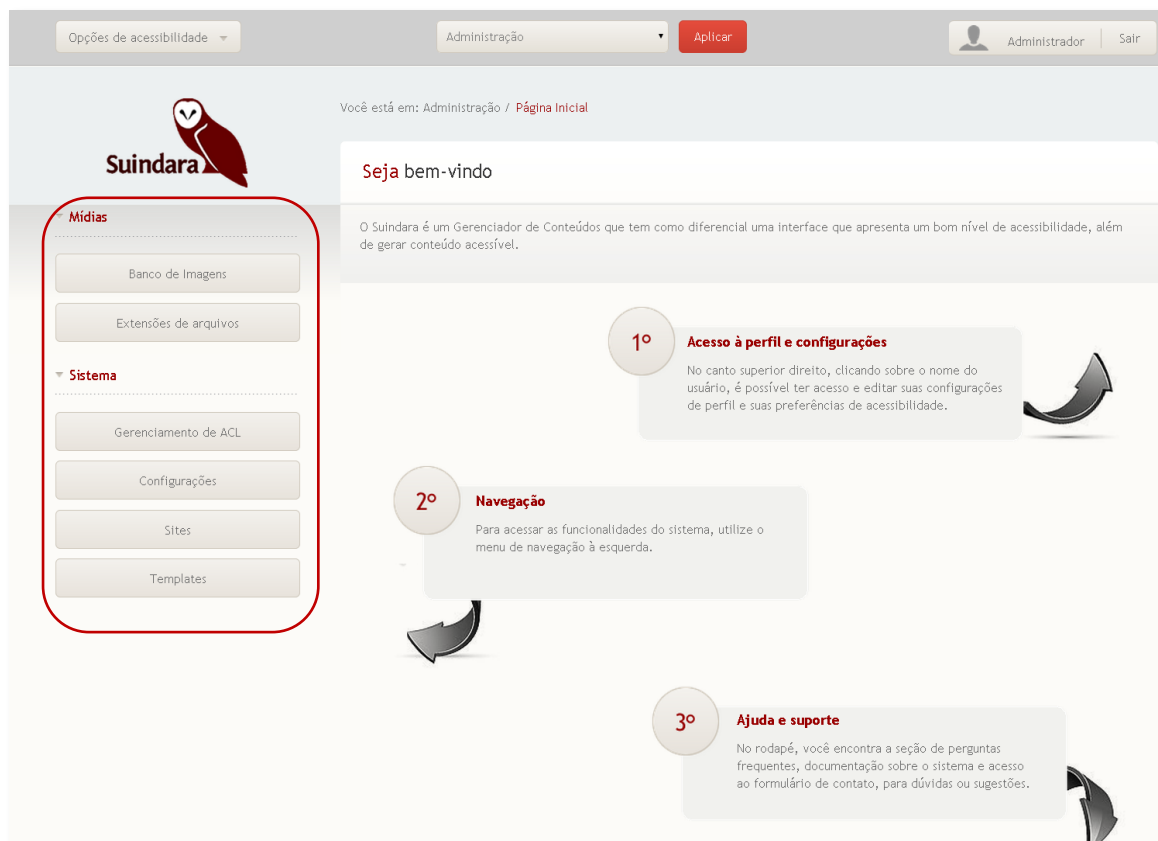 Opções de acessibilidade
Administração
Aplicar
Administrador
Sair
Suindara
Você está em: Administração / Página Inicial
Seja bem-vindo
O Suindara é um Gerenciador de Conteúdos que tem como diferencial uma interface que apresenta um bom nível de acessibilidade, além
de gerar conteúdo acessível.
Mídias
Banco de Imagens
Extensões de arquivos
Sistema
Gerenciamento de ACL
Configurações
Sites
Templates
1º
Acesso à perfil e configurações
No canto superior direito, clicando sobre o nome do
usuário, é possível ter acesso e editar suas configurações
de perfil e suas preferências de acessibilidade.
2º
Navegação
Para acessar as funcionalidades do sistema, utilize o
menu de navegação à esquerda.
3º
Ajuda e suporte
No rodapé, você encontra a seção de perguntas
frequentes, documentação sobre o sistema e acesso
ao formulário de contato, para dúvidas ou sugestões.